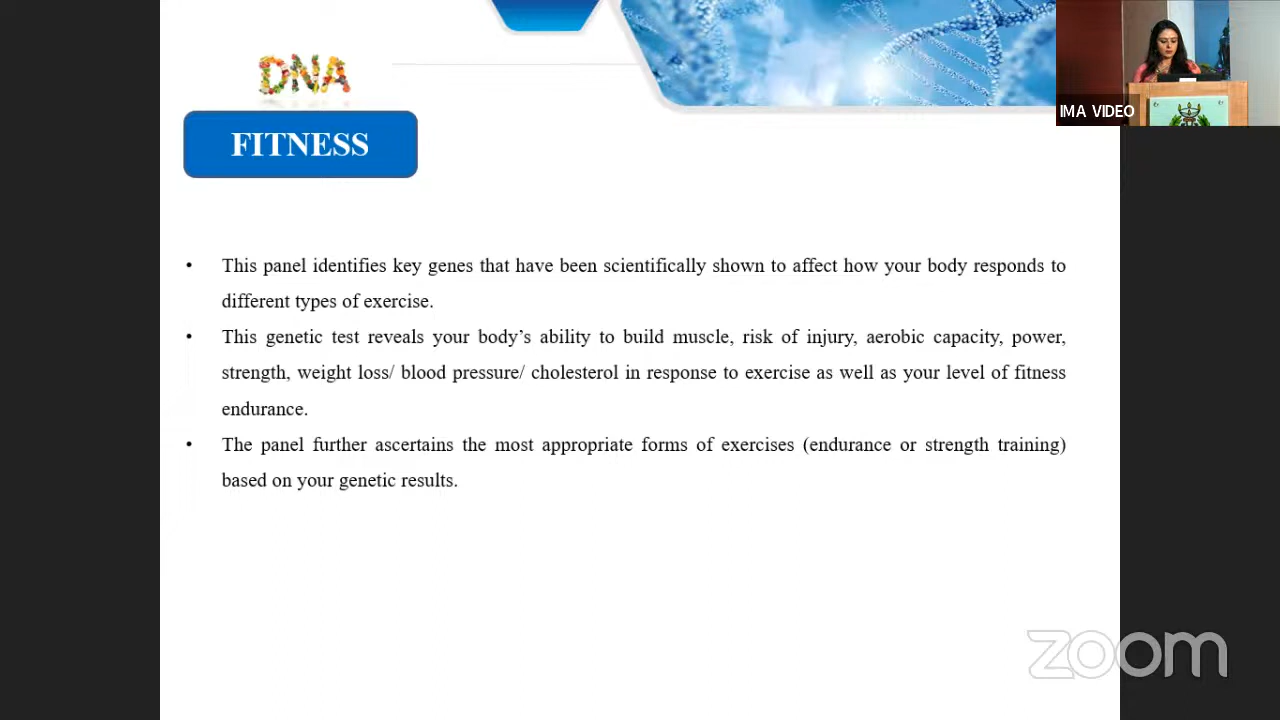 DNA
IMA VIDEO
FITNESS
• This panel identifies key genes that have been scientifically shown to affect how your body responds to
different types of exercise.
• This genetic test reveals your body’s ability to build muscle, risk of injury, aerobic capacity, power,
strength, weight loss/ blood pressure/ cholesterol in response to exercise as well as your level of fitness
endurance.
• The panel further ascertains the most appropriate forms of exercises (endurance or strength training)
based on your genetic results.
zoom